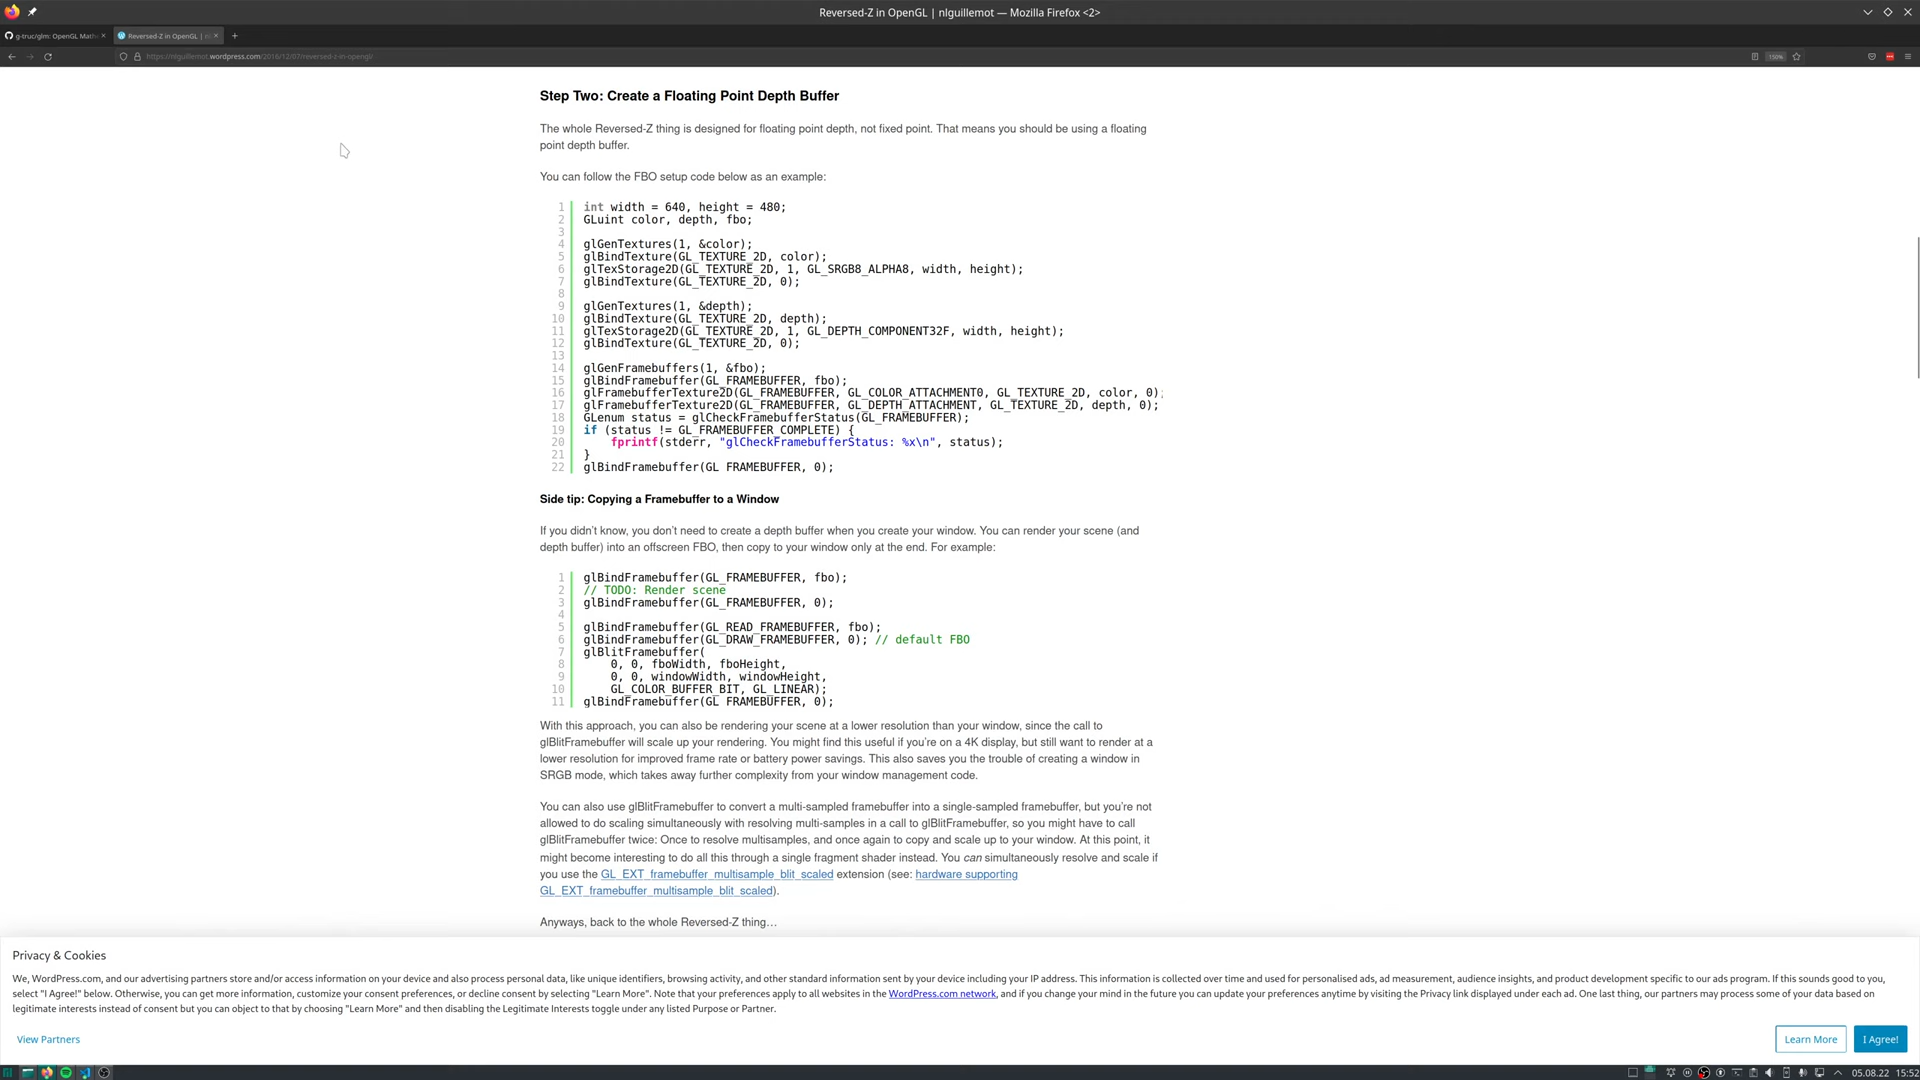 Reversed-Z in OpenGL | nlguillemot — Mozilla Firefox <2>
g-truc/glm: OpenGL Math
Reversed-Z in OpenGL | n
https://nlguillemot.wordpress.com/2016/12/07/reversed-z-in-opengl/
150%
Step Two: Create a Floating Point Depth Buffer
The whole Reversed-Z thing is designed for floating point depth, not fixed point. That means you should be using a floating
point depth buffer.
You can follow the FBO setup code below as an example:
1 int width = 640, height = 480;
2 GLuint color, depth, fbo;
3
4 glGenTextures(1, &color);
5 glBindTexture(GL_TEXTURE_2D, color);
6 glTexStorage2D(GL_TEXTURE_2D, 1, GL_SRGB8_ALPHA8, width, height);
7 glBindTexture(GL_TEXTURE_2D, 0);
8
9 glGenTextures(1, &depth);
10 glBindTexture(GL_TEXTURE_2D, depth);
11 glTexStorage2D(GL_TEXTURE_2D, 1, GL_DEPTH_COMPONENT32F, width, height);
12 glBindTexture(GL_TEXTURE_2D, 0);
13
14 glGenFramebuffers(1, &fbo);
15 glBindFramebuffer(GL_FRAMEBUFFER, fbo);
16 glFramebufferTexture2D(GL_FRAMEBUFFER, GL_COLOR_ATTACHMENT0, GL_TEXTURE_2D, color, 0);
17 glFramebufferTexture2D(GL_FRAMEBUFFER, GL_DEPTH_ATTACHMENT, GL_TEXTURE_2D, depth, 0);
18 GLenum status = glCheckFramebufferStatus(GL_FRAMEBUFFER);
19 if (status != GL_FRAMEBUFFER_COMPLETE) {
20 fprintf(stderr, "glCheckFramebufferStatus: %x\n", status);
21 }
22 glBindFramebuffer(GL_FRAMEBUFFER, 0);
Side tip: Copying a Framebuffer to a Window
If you didn't know, you don't need to create a depth buffer when you create your window. You can render your scene (and
depth buffer) into an offscreen FBO, then copy to your window only at the end. For example:
1 glBindFramebuffer(GL_FRAMEBUFFER, fbo);
2 // TODO: Render scene
3 glBindFramebuffer(GL_FRAMEBUFFER, 0);
4
5 glBindFramebuffer(GL_READ_FRAMEBUFFER, fbo);
6 glBindFramebuffer(GL_DRAW_FRAMEBUFFER, 0); // default FBO
7 glBlitFramebuffer(
8 0, 0, fboWidth, fboHeight,
9 0, 0, windowWidth, windowHeight,
10 GL_COLOR_BUFFER_BIT, GL_LINEAR);
11 glBindFramebuffer(GL_FRAMEBUFFER, 0);
With this approach, you can also be rendering your scene at a lower resolution than your window, since the call to
glBlitFramebuffer will scale up your rendering. You might find this useful if you're on a 4K display, but still want to render at a
lower resolution for improved frame rate or battery power savings. This also saves you the trouble of creating a window in
SRGB mode, which takes away further complexity from your window management code.
You can also use glBlitFramebuffer to convert a multi-sampled framebuffer into a single-sampled framebuffer, but you're not
allowed to do scaling simultaneously with resolving multi-samples in a call to glBlitFramebuffer, so you might have to call
glBlitFramebuffer twice: Once to resolve multisamples, and once again to copy and scale up to your window. At this point, it
might become interesting to do all this through a single fragment shader instead. You can simultaneously resolve and scale if
you use the GL_EXT_framebuffer_multisample_blit_scaled extension (see: hardware supporting
GL_EXT_framebuffer_multisample_blit_scaled).
Anyways, back to the whole Reversed-Z thing…
Privacy & Cookies
We, WordPress.com, and our advertising partners store and/or access information on your device and also process personal data, like unique identifiers, browsing activity, and other standard information sent by your device including your IP address. This information is collected over time and used for personalised ads, ad measurement, audience insights, and product development specific to our ads program. If this sounds good to you,
select "I Agree!" below. Otherwise, you can get more information, customize your consent preferences, or decline consent by selecting "Learn More". Note that your preferences apply to all websites in the WordPress.com network, and if you change your mind in the future you can update your preferences anytime by visiting the Privacy link displayed under each ad. One last thing, our partners may process some of your data based on
legitimate interests instead of consent but you can object to that by choosing "Learn More" and then disabling the Legitimate Interests toggle under any listed Purpose or Partner.
View Partners
Learn More
I Agree!
05.08.22
15:52